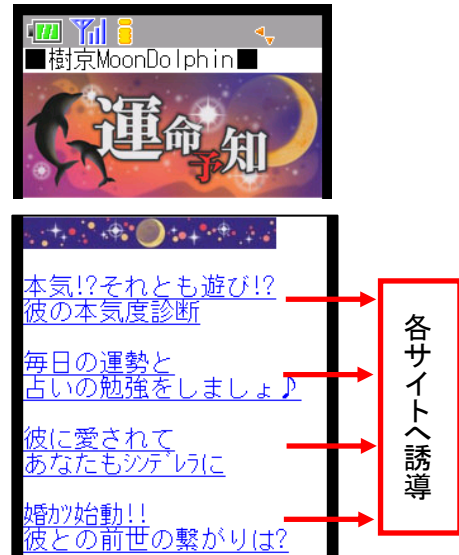 ■樹京MoonDolphin■
運命予知
本気!?それとも遊び!?
彼の本気度診断
毎日の運勢と
占いの勉強をしましょ♪
彼に愛されて
あなたもｼﾝﾃﾞﾚﾗに
婚ｶﾂ始動!!
彼との前世の繋がりは?
各サイトへ誘導